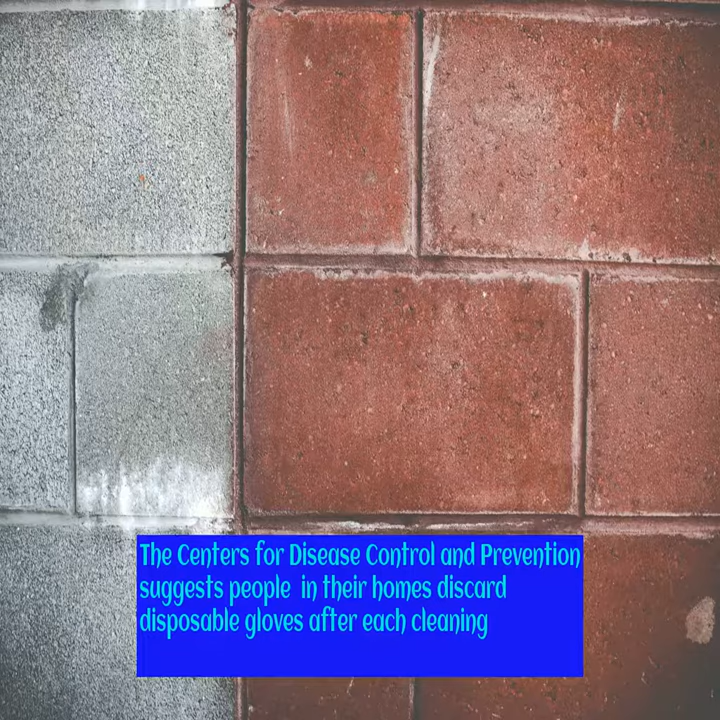 The Centers for Disease Control and Prevention
suggests people  in their homes discard
disposable gloves after each cleaning